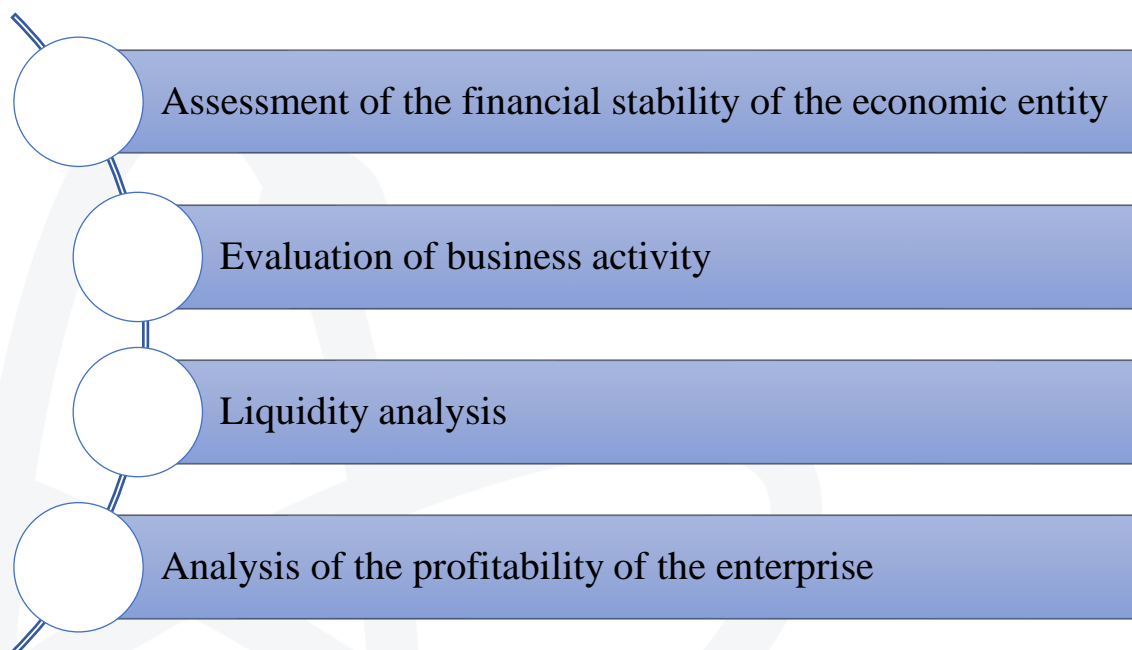 Assessment of the financial stability of the economic entity
Evaluation of business activity
Liquidity analysis
Analysis of the profitability of the enterprise